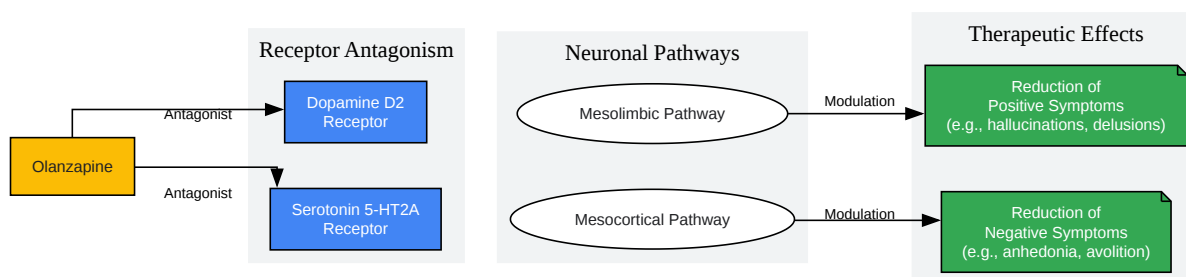 Receptor Antagonism
Neuronal Pathways
Therapeutic Effects
Olanzapine
Antagonist
Antagonist
Dopamine D2
Receptor
Serotonin 5-HT2A
Receptor
Mesolimbic Pathway
Mesocortical Pathway
Modulation
Modulation
Reduction of
Positive Symptoms
(e.g., hallucinations, delusions)
Reduction of
Negative Symptoms
(e.g., anhedonia, avolition)